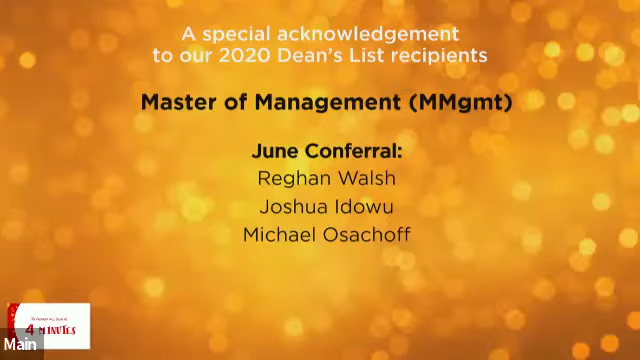 A special acknowledgement
to our 2020 Dean's List recipients
Master of Management (MMgmt)
June Conferral:
Reghan Walsh
Joshua Idowu
Michael Osachoff
4 MINUTES
Main